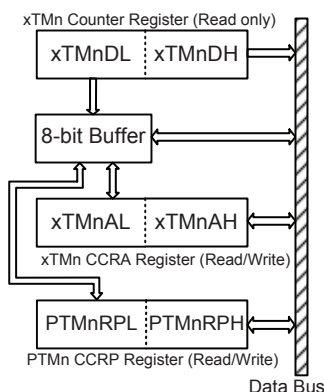 xTMn Counter Register (Read only)
xTMnDL xTMnDH
8-bit Buffer
xTMnAL xTMnAH
xTMn CCRA Register (Read/Write)
PTMnRPL PTMnRPH
PTMn CCRP Register (Read/Write)
Data Bus